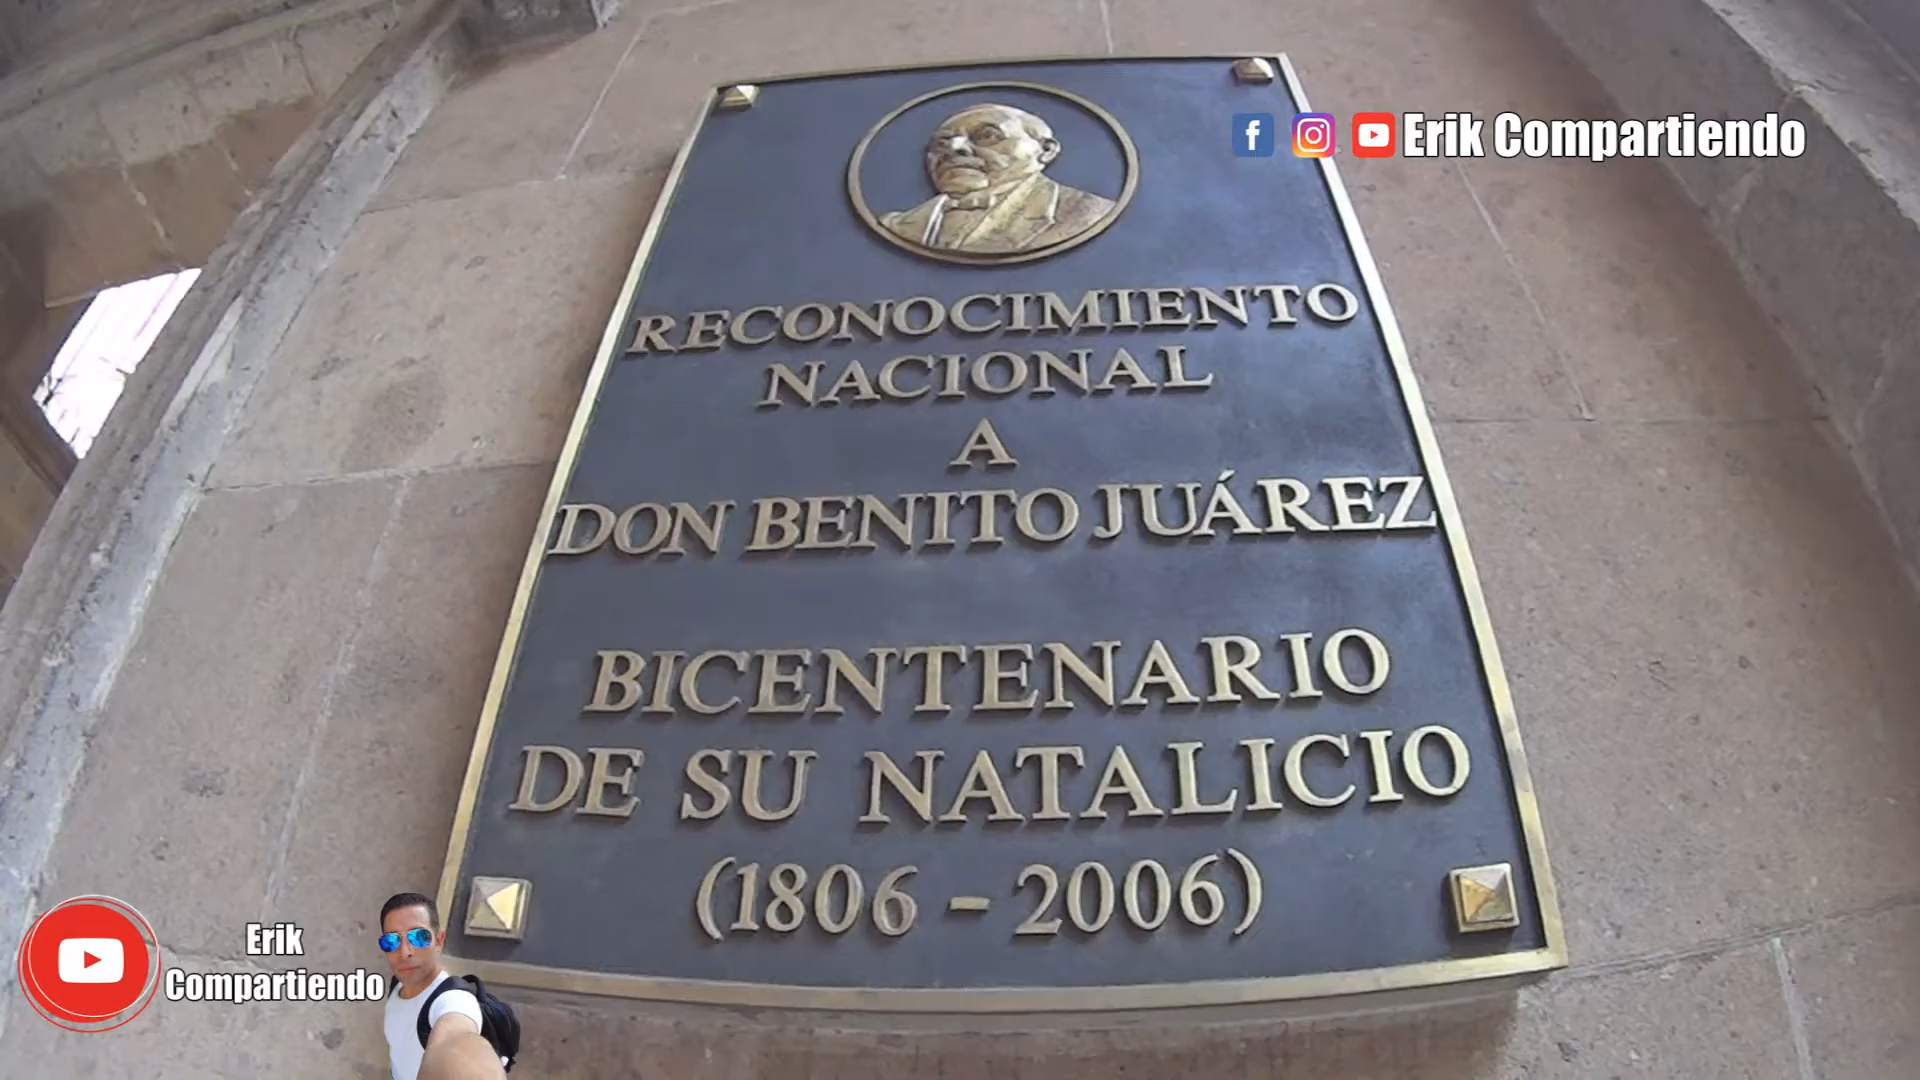 Erik Compartiendo
RECONOCIMIENTO
NACIONAL
A
DON BENITO JUÁREZ
BICENTENARIO
DE SU NATALICIO
(1806 - 2006)
Erik
Compartiendo